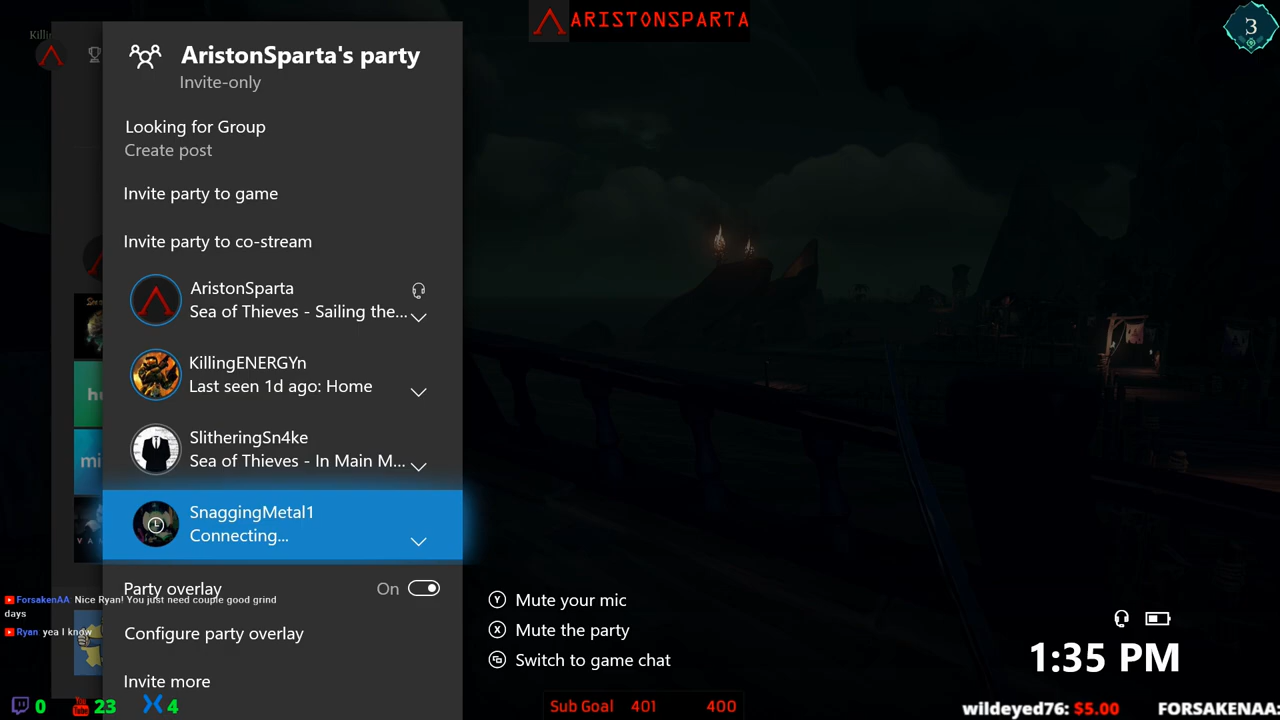 Killi
ARISTONSPARTA
3
AristonSparta's party
Invite-only
Looking for Group
Create post
Invite party to game
Invite party to co-stream
AristonSparta
Sea of Thieves - Sailing the...
KillingENERGYn
Last seen 1d ago: Home
SlitheringSn4ke
Sea of Thieves - In Main M...
SnaggingMetal1
Connecting...
Party overlay
On
ForsakenAA Nice Ryan! You just need couple good grind
days
Ryan yea I know
Configure party overlay
Invite more
Mute your mic
Mute the party
Switch to game chat
1:35 PM
0 23 4
Sub Goal 401 400
wildeyed76: $5.00 FORSAKENAA: